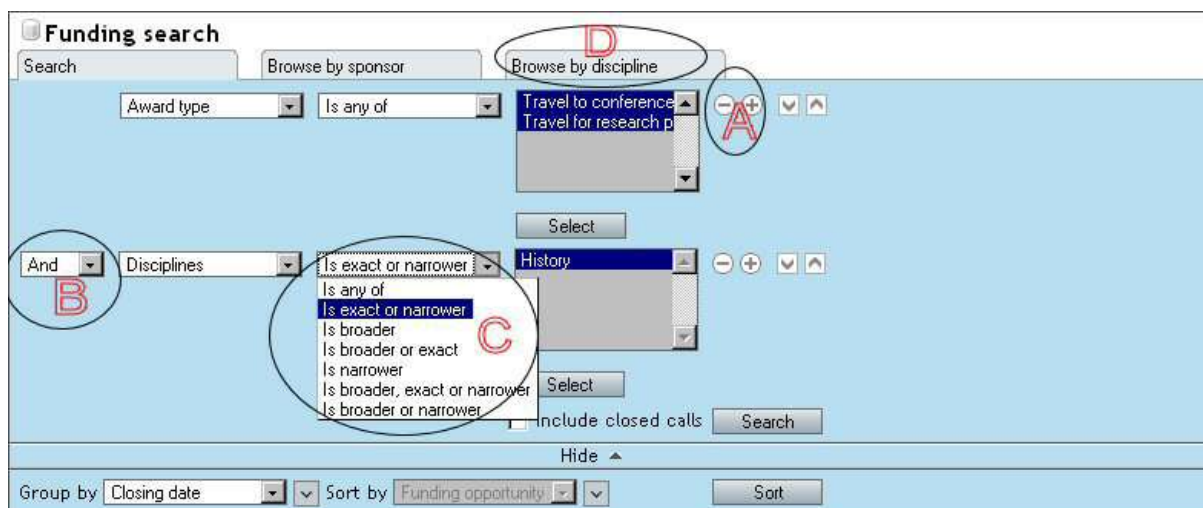 Funding search
D
Search Browse by sponsor Browse by discipline
Award type Is any of Travel to conference
Travel for research p
A
Select
And Disciplines Is exact or narrower History
B
Is any of
Is exact or narrower
Is broader
C
Is broader or exact
Is narrower
Is broader, exact or narrower Select
Is broader or narrower
Include closed calls Search
Hide
Group by Closing date Sort by Funding opportunity Sort